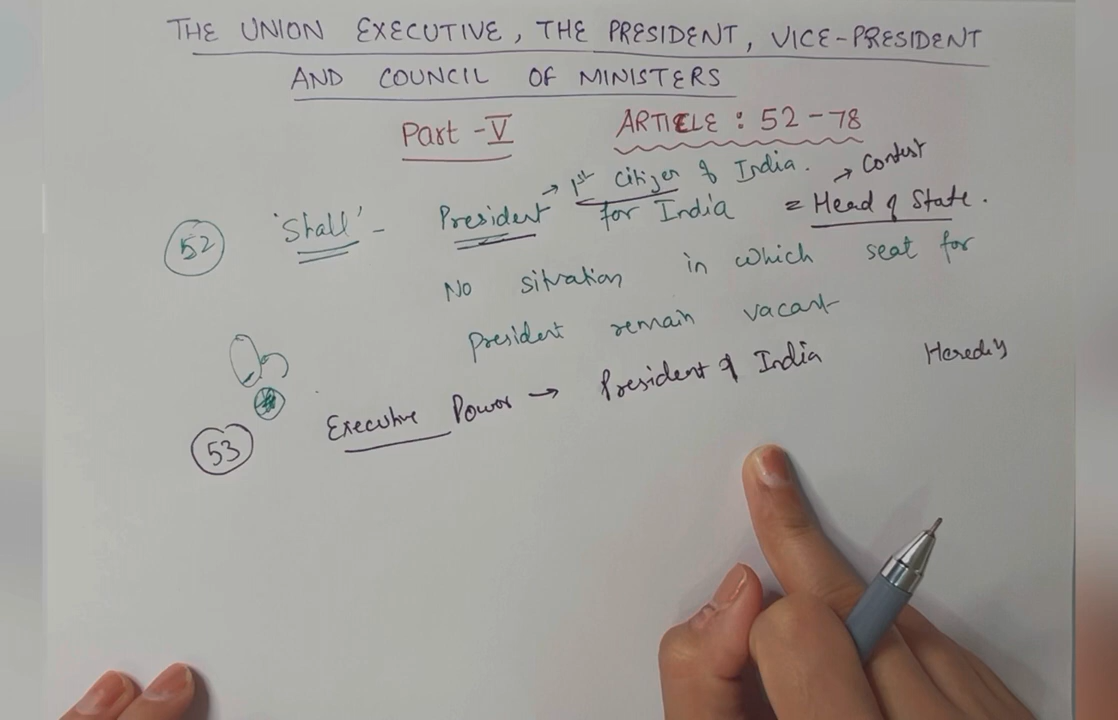 THE UNION EXECUTIVE, THE PRESIDENT, VICE-PRESIDENT
AND COUNCIL OF MINISTERS
Part - V ARTICLE : 52-78
→ 1st citizen of India. → Contest
52 'Shall' - President for India = Head of State.
No situation in which seat for
president remain vacant
53 Executive Power → President of India